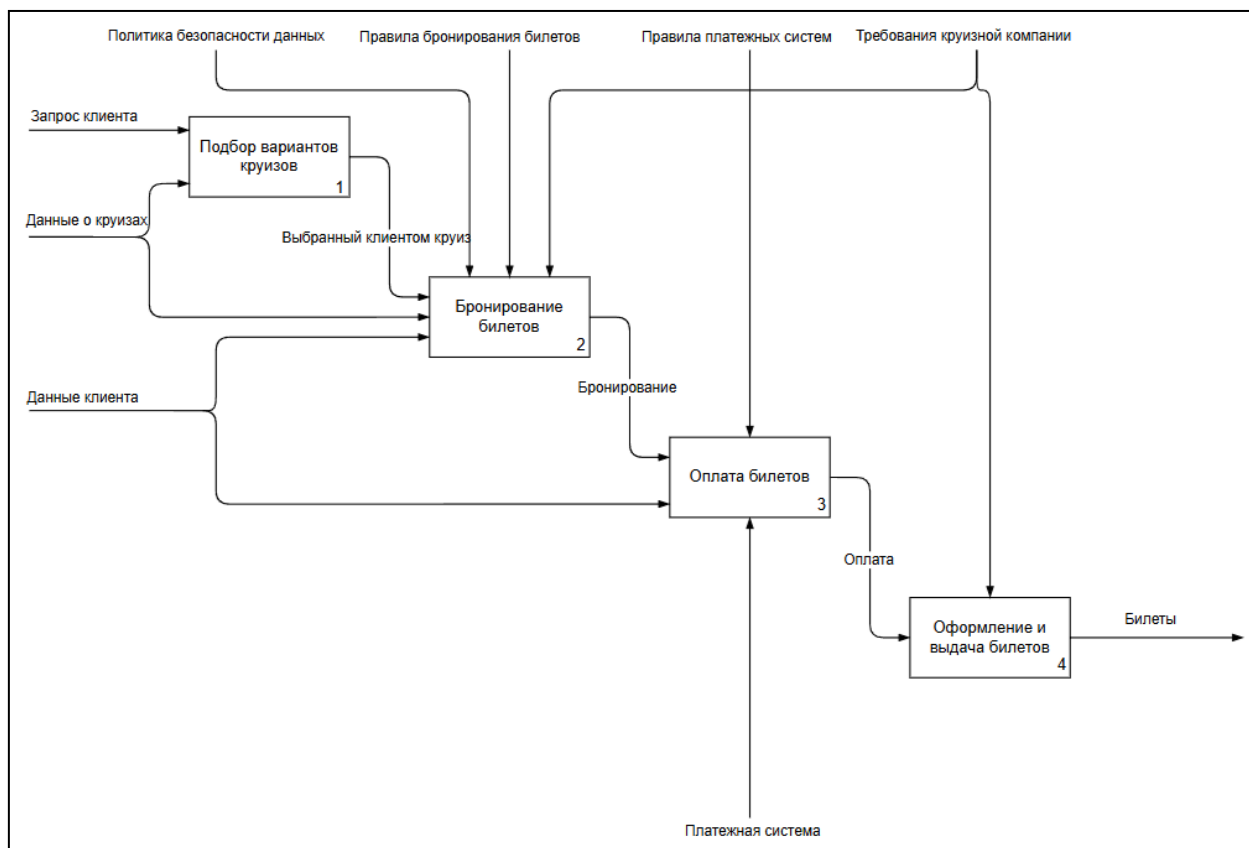 Политика безопасности данных
Правила бронирования билетов
Правила платежных систем
Требования круизной компании
Запрос клиента
Подбор вариантов
круизов
1
Данные о круизах
Выбранный клиентом круиз
Бронирование
билетов
2
Данные клиента
Бронирование
Оплата билетов
3
Оплата
Оформление и
выдача билетов
4
Билеты
Платежная система